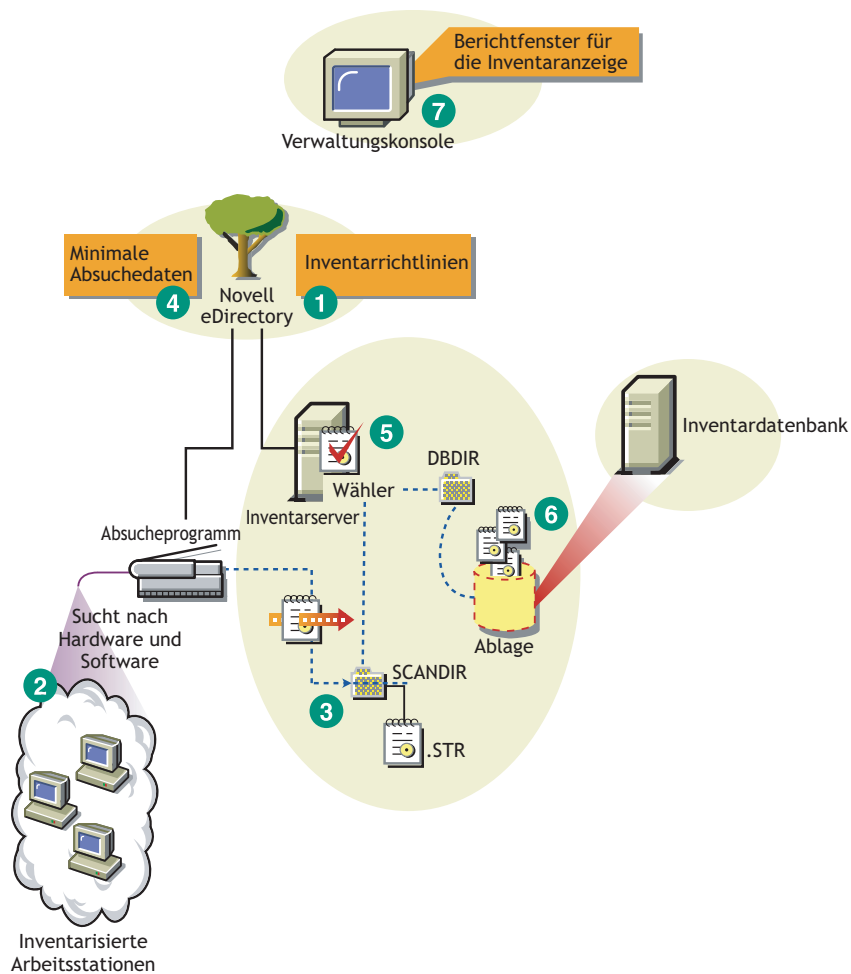 Berichtfenster für
die Inventaranzeige
7
Verwaltungskonsole
Minimale
Absuchedaten
4
Novell
eDirectory
Inventarrichtlinien
1
5
Wähler
Inventarserver
DBDIR
6
Ablage
Inventardatenbank
Absucheprogramm
Sucht nach
Hardware und
Software
2
3
SCANDIR
.STR
Inventarisierte
Arbeitsstationen